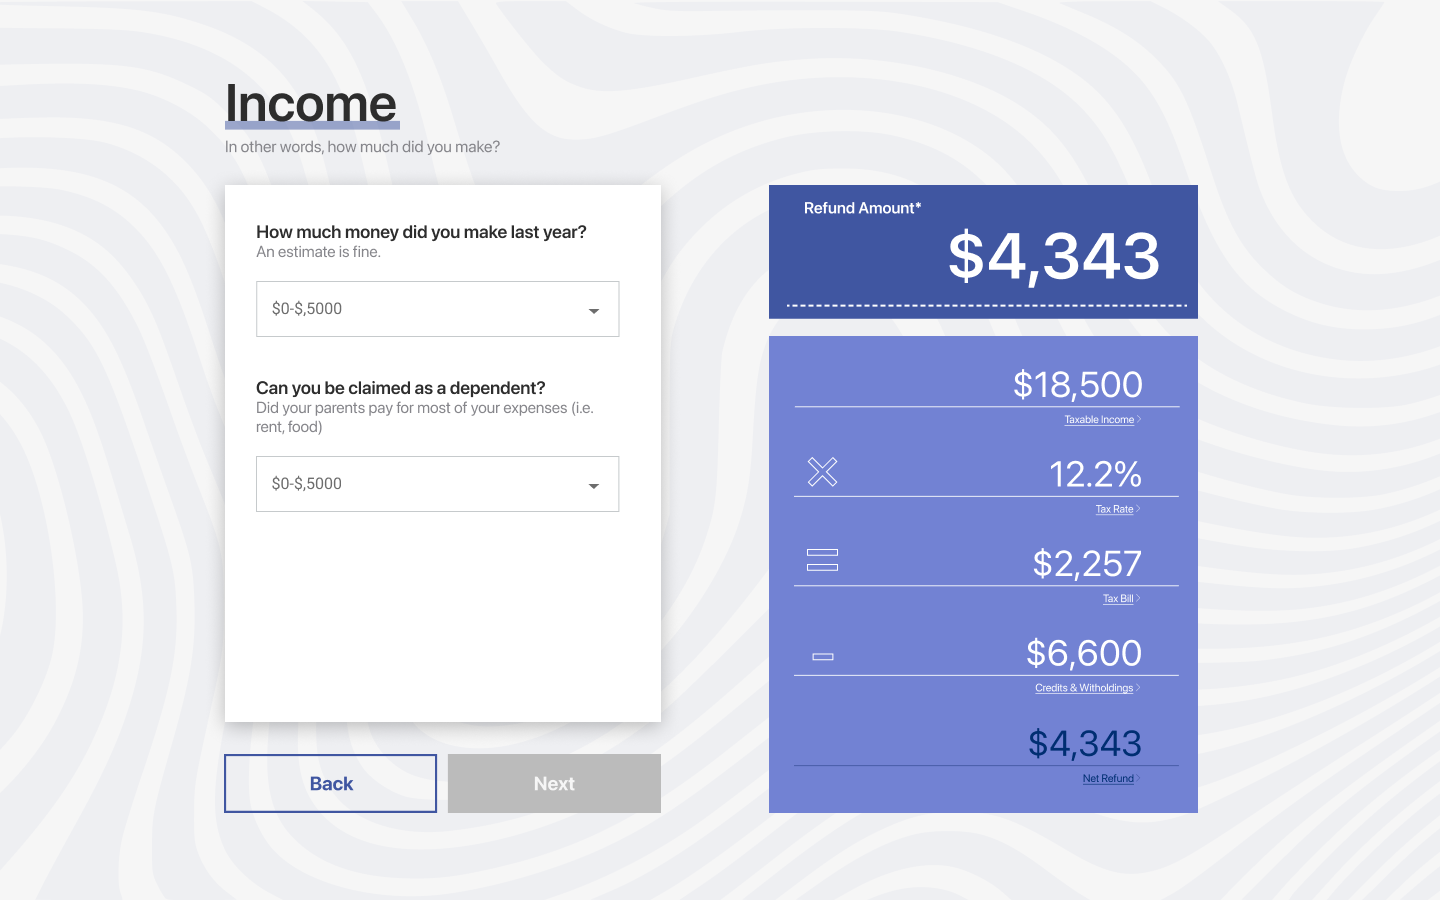 Income
In other words, how much did you make?
How much money did you make last year?
An estimate is fine.
$0-$,5000
Can you be claimed as a dependent?
Did your parents pay for most of your expenses (i.e.
rent, food)
$0-$,5000
Back
Next
Refund Amount*
$4,343
$18,500
Taxable Income
12.2%
Tax Rate
$2,257
Tax Bill
$6,600
Credits & Witholdings
$4,343
Net Refund